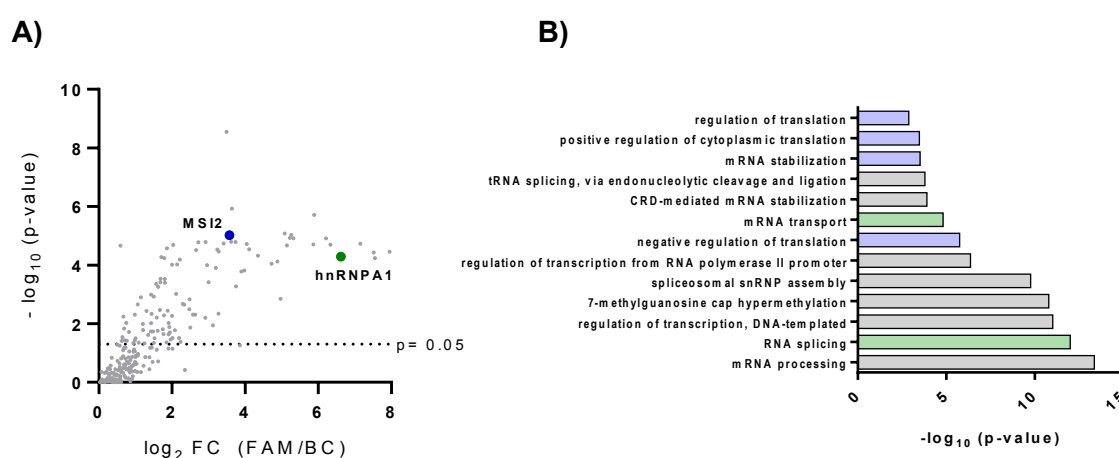 A)
B)
10
8
6
4
2
0
- log10 (p-value)
MSI2
hnRNPA1
p= 0.05
0 2 4 6 8
log2 FC (FAM/BC)
regulation of translation
positive regulation of cytoplasmic translation
mRNA stabilization
tRNA splicing, via endonucleolytic cleavage and ligation
CRD-mediated mRNA stabilization
mRNA transport
negative regulation of translation
regulation of transcription from RNA polymerase II promoter
spliceosomal snRNP assembly
7-methylguanosine cap hypermethylation
regulation of transcription, DNA-templated
RNA splicing
mRNA processing
0 5 10 15
-log10 (p-value)